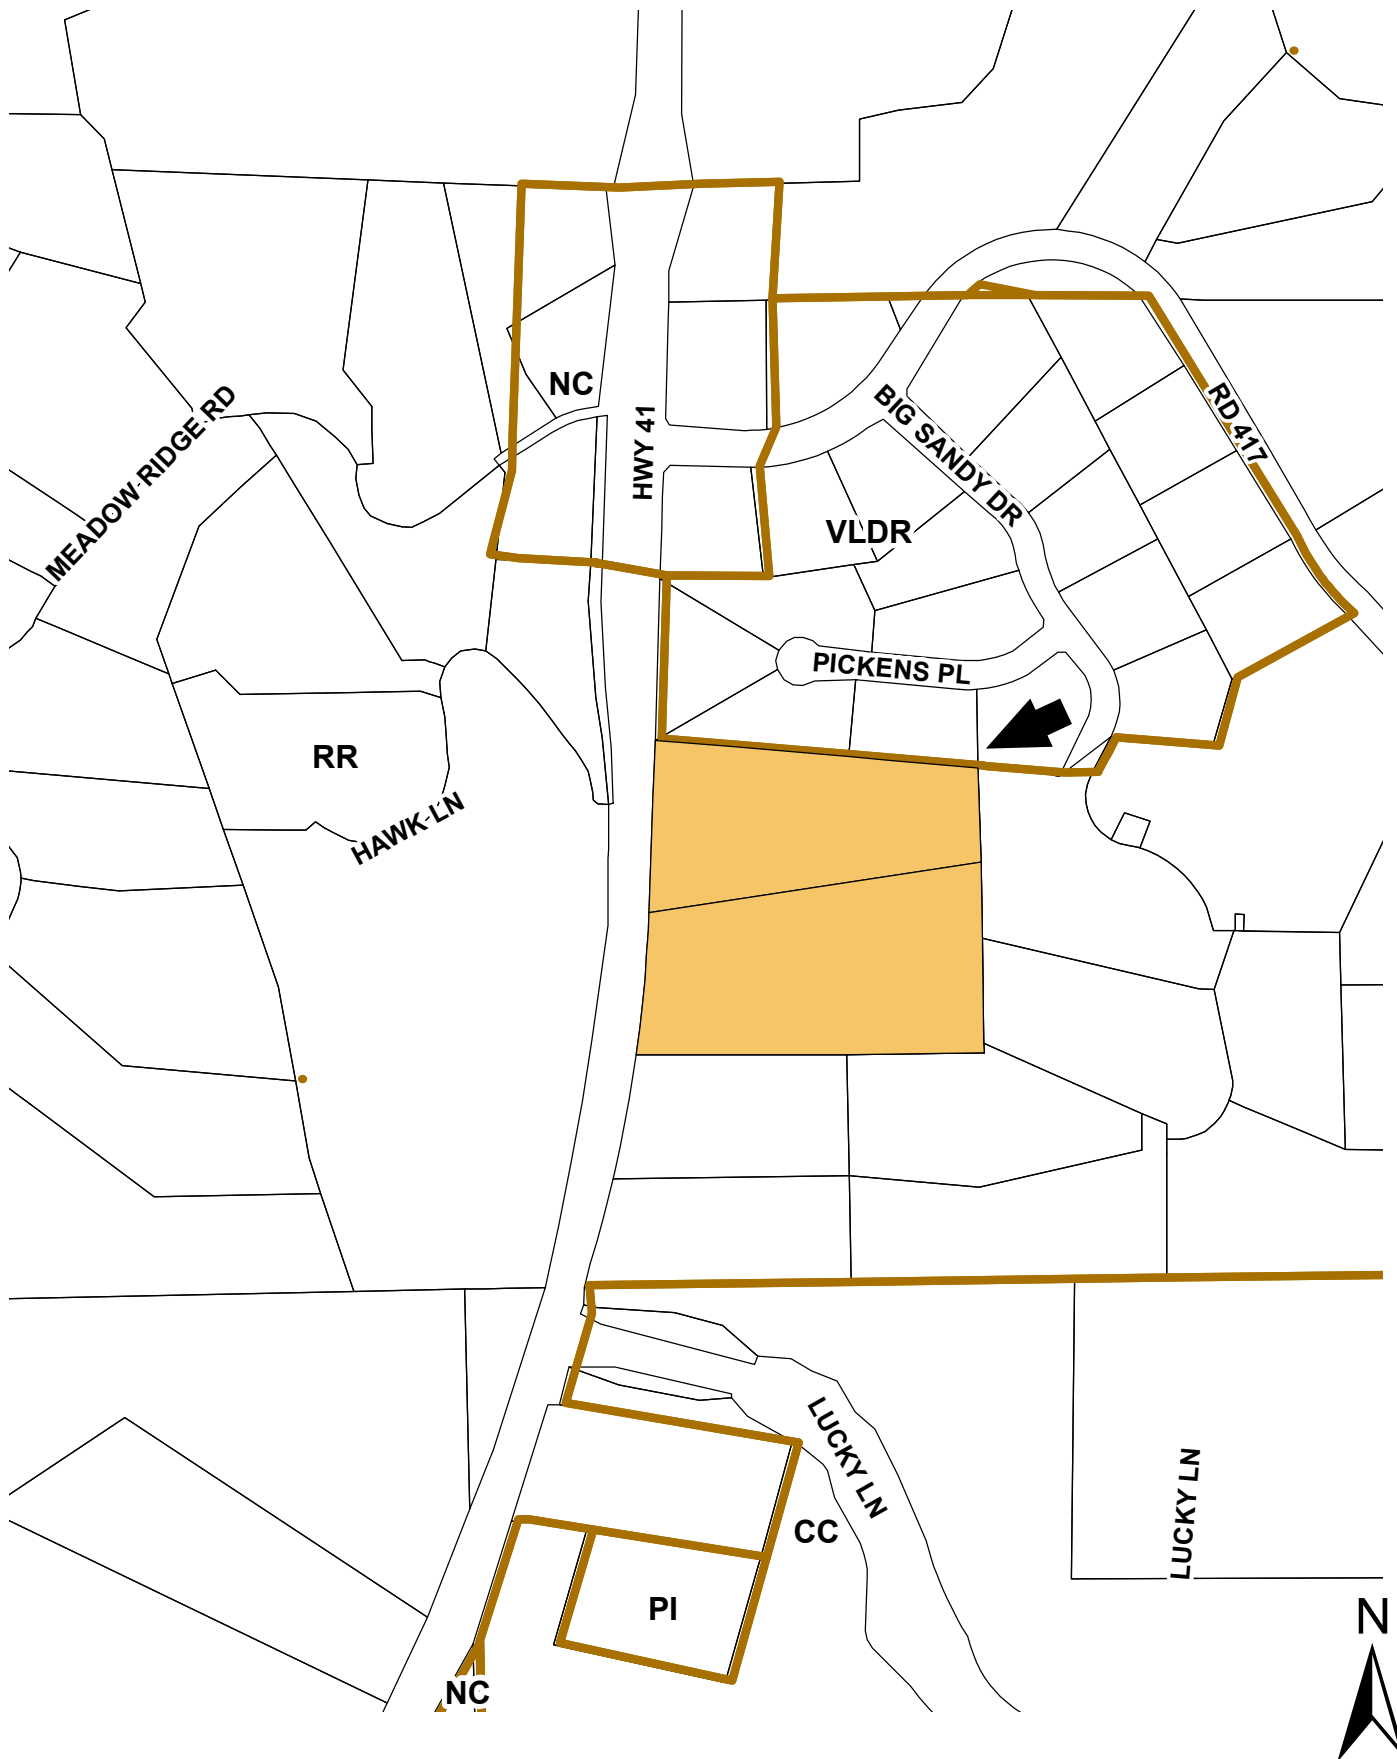 NC
MEADOW RIDGE RD
HWY 41
BIG SANDY DR
RD 417
VLDR
PICKENS PL
RR
HAWK LN
LUCKY LN
LUCKY LN
CC
PI
N
NC